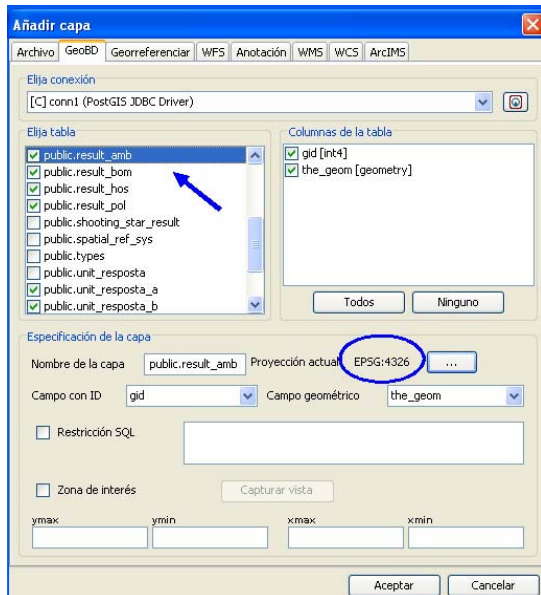 Añadir capa
Archivo GeoBD Georreferenciar WFS Anotación WMS WCS ArcIMS
Elija conexión
[C] conn1 (PostGIS JDBC Driver)
Elija tabla
public.result_amb
public.result_bom
public.result_hos
public.result_pol
public.shooting_star_result
public.spatial_ref_sys
public.types
public.unit_resposta
public.unit_resposta_a
public.unit_resposta_b
Columnas de la tabla
gid [int4]
the_geom [geometry]
Todos Ninguno
Especificación de la capa
Nombre de la capa public.result_amb Proyección actual EPSG:4326 ...
Campo con ID gid Campo geométrico the_geom
Restricción SQL
Zona de interés Capturar vista
ymax ymin xmax xmin
Aceptar Cancelar